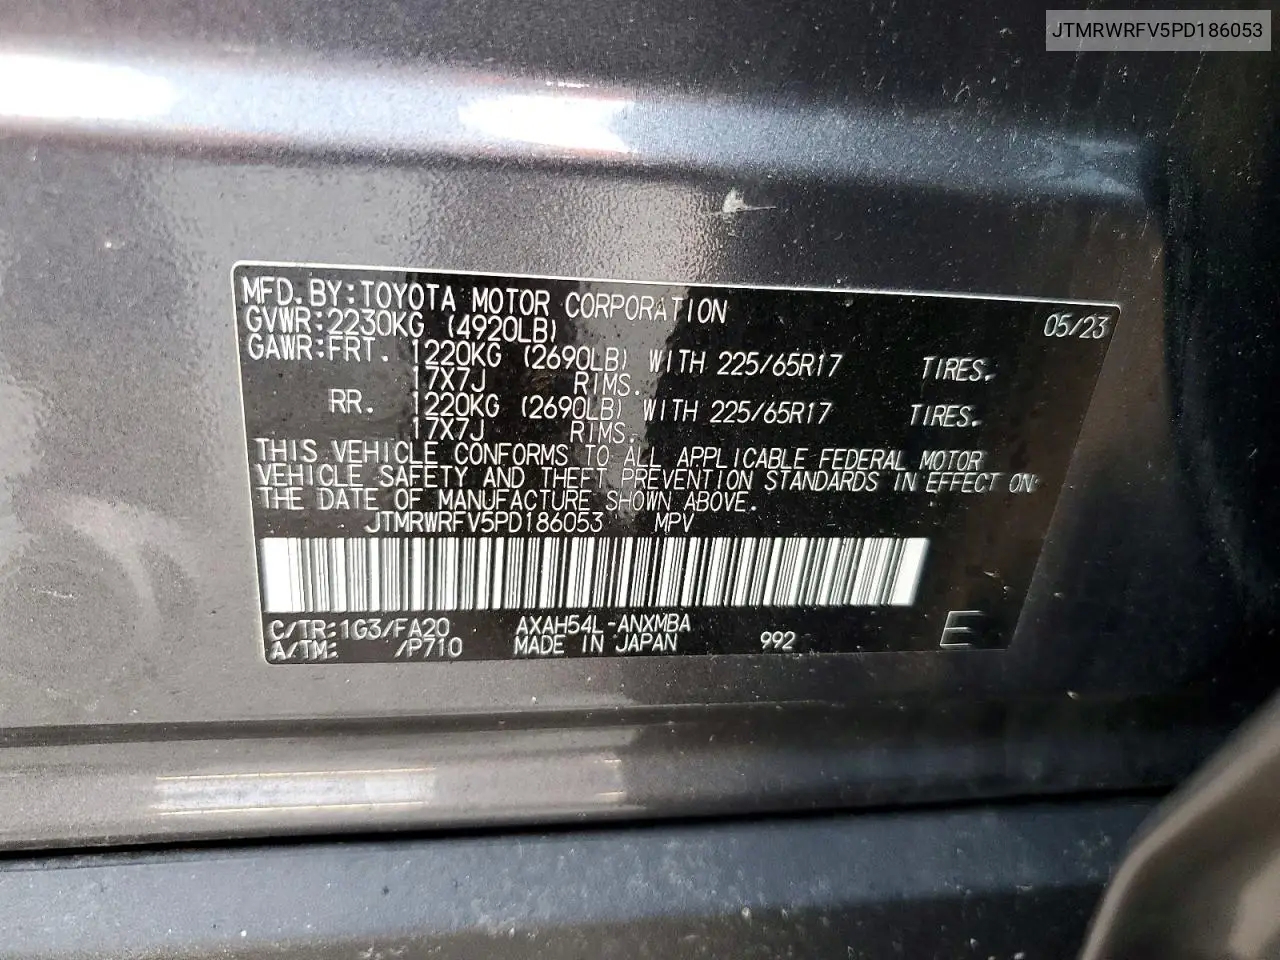 JTMRWRFV5PD186053
MFD.BY:TOYOTA MOTOR CORPORATION 05/23
GVWR:2230KG (4920LB)
GAWR:FRT. 1220KG (2690LB) WITH 225/65R17 TIRES.
17X7J RIMS.
RR. 1220KG (2690LB) WITH 225/65R17 TIRES.
17X7J RIMS.
THIS VEHICLE CONFORMS TO ALL APPLICABLE FEDERAL MOTOR
VEHICLE SAFETY AND THEFT PREVENTION STANDARDS IN EFFECT ON
THE DATE OF MANUFACTURE SHOWN ABOVE.
JTMRWRFV5PD186053 MPV
C/TR:1G3/FA20 AXAH54L-ANXMBA
A/TM: /P710 MADE IN JAPAN 992 E